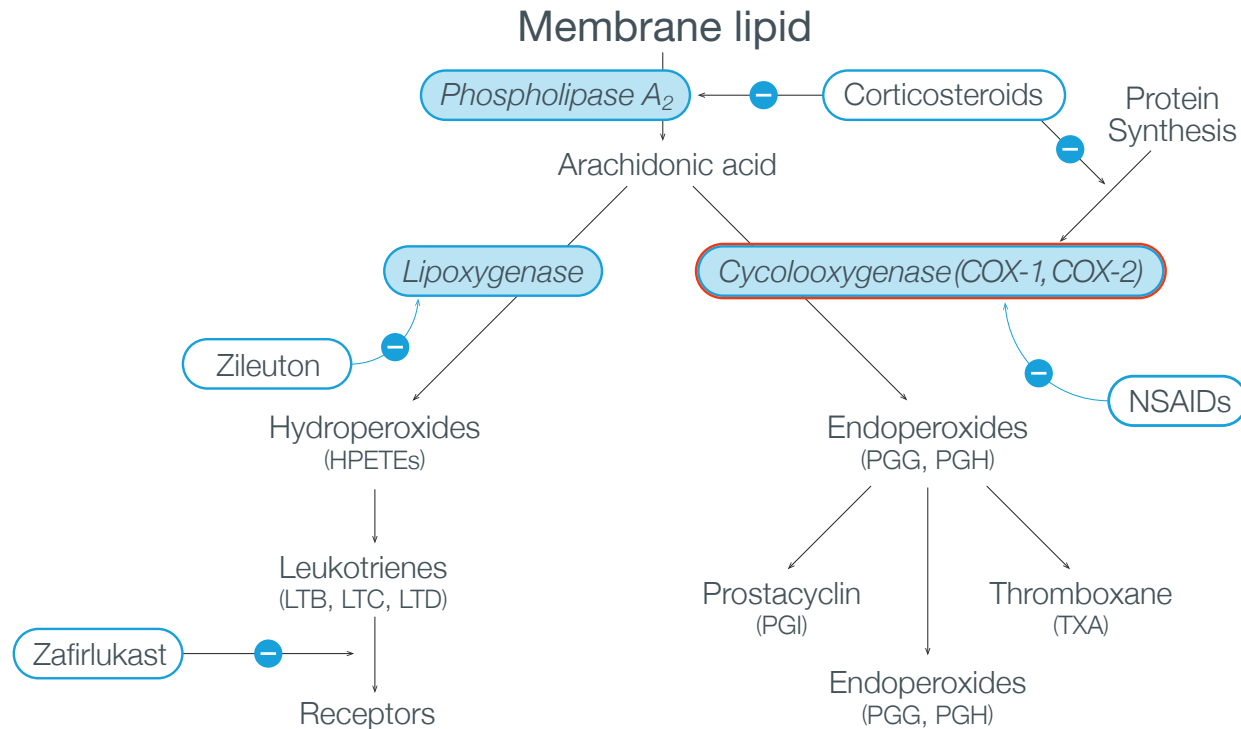 Membrane lipid
Phospholipase A₂
Corticosteroids
Protein
Synthesis
Arachidonic acid
Lipoxygenase
Cycolooxygenase (COX-1, COX-2)
Zileuton
NSAIDs
Hydroperoxides
(HPETEs)
Endoperoxides
(PGG, PGH)
Leukotrienes
(LTB, LTC, LTD)
Prostacyclin
(PGI)
Thromboxane
(TXA)
Zafirlukast
Receptors
Endoperoxides
(PGG, PGH)